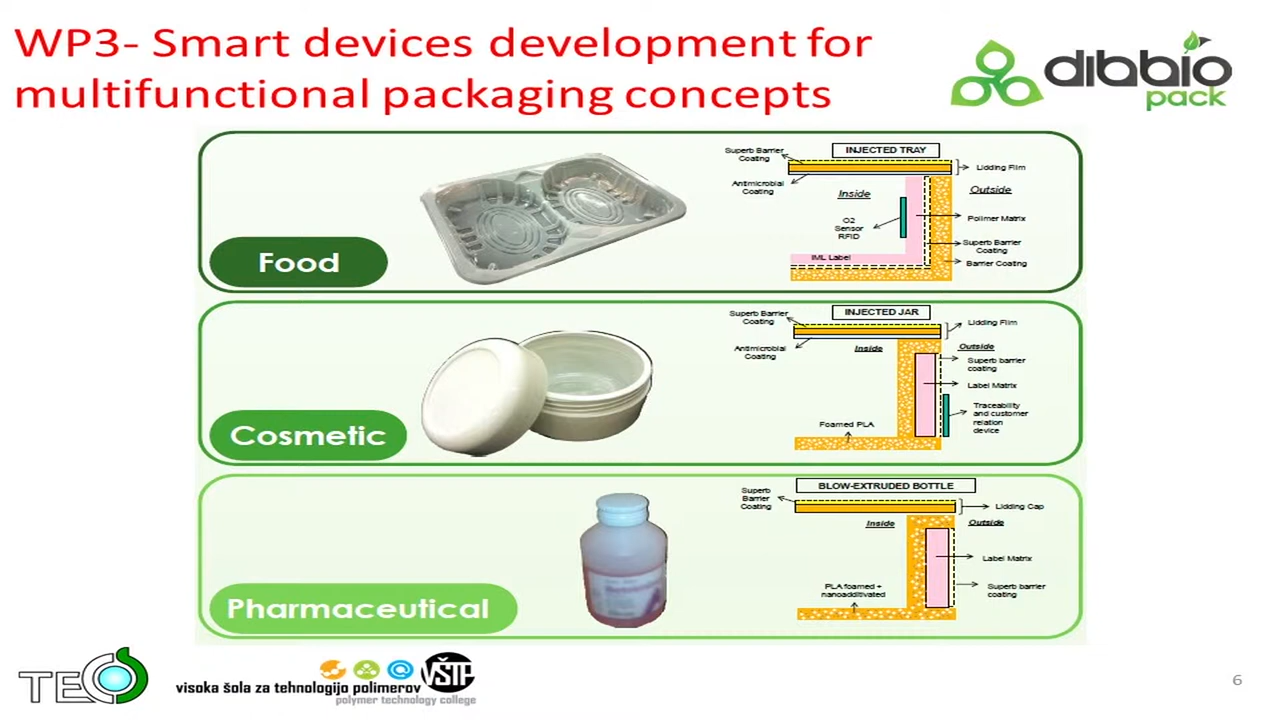 WP3- Smart devices development for
multifunctional packaging concepts
dibbio
pack
Food
INJECTED TRAY
Superb Barrier
Coating
Antimicrobial
Coating
Lidding Film
Inside
Outside
O2
Sensor
RFID
Polimer Matrix
Superb Barrier
Coating
Barrier Coating
IML Label
Cosmetic
INJECTED JAR
Superb Barrier
Coating
Antimicrobial
Coating
Lidding Film
Inside
Outside
Superb barrier
coating
Label Matrix
Traceability
and customer
relation
device
Foamed PLA
Pharmaceutical
BLOW-EXTRUDED BOTTLE
Superb
Barrier
Coating
Lidding Cap
Inside
Outside
Label Matrix
PLA foamed +
nanoadditivated
Superb barrier
coating
TECOS
visoka šola za tehnologijo polimerov
VŠTP
polymer technology college
6